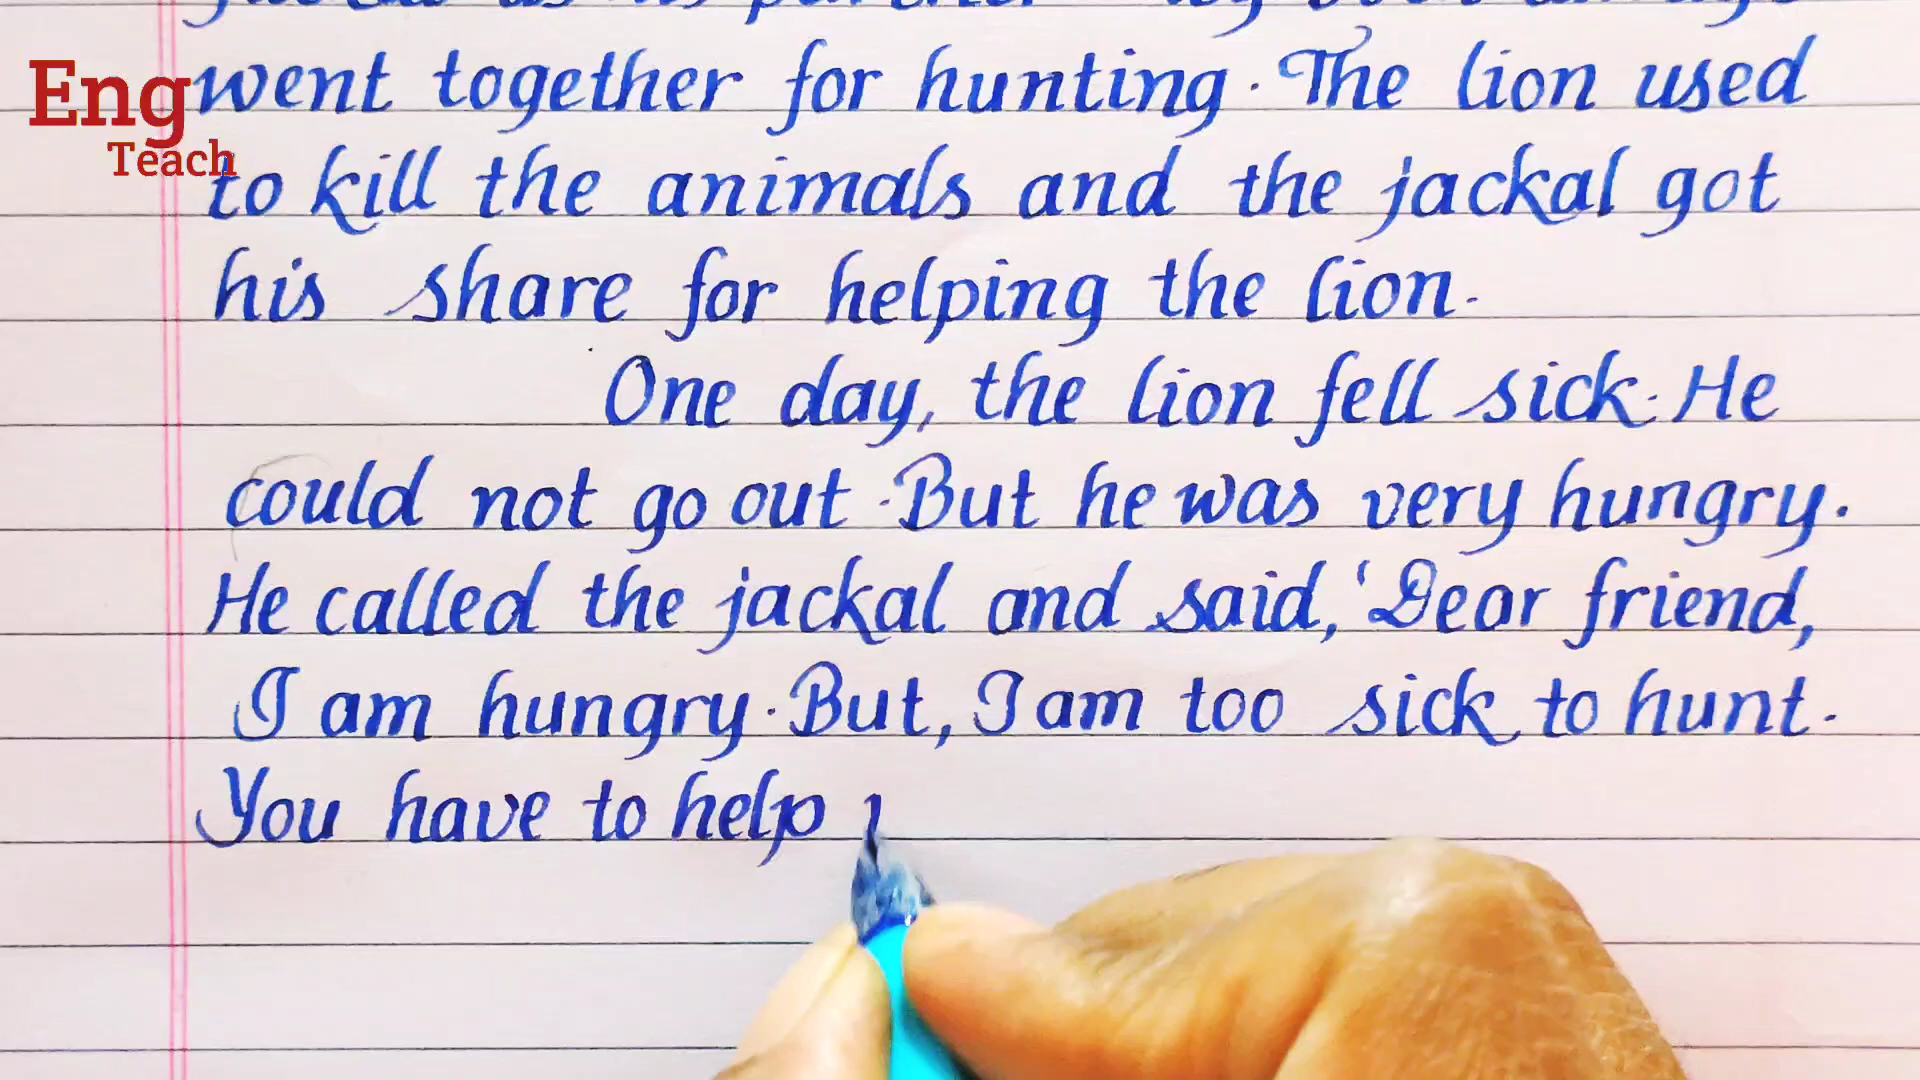 Eng
Teach
went together for hunting. The lion used
to kill the animals and the jackal got
his share for helping the lion.
One day, the lion fell sick. He
could not go out. But he was very hungry.
He called the jackal and said, 'Dear friend,
I am hungry. But, I am too sick to hunt.
You have to help